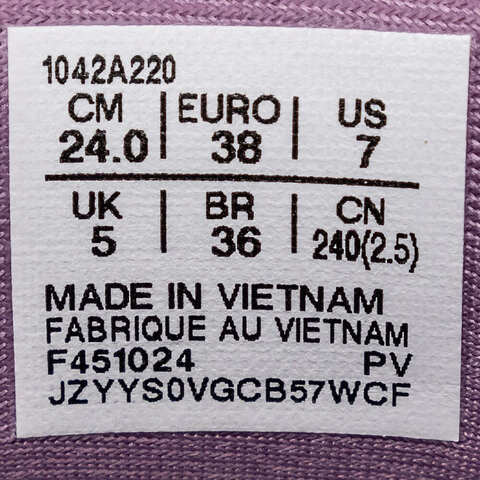 1042A220
CM | EURO | US
24.0 | 38 | 7
UK | BR | CN
5 | 36 | 240(2.5)
MADE IN VIETNAM
FABRIQUE AU VIETNAM
F451024 PV
JZYYS0VGCB57WCF